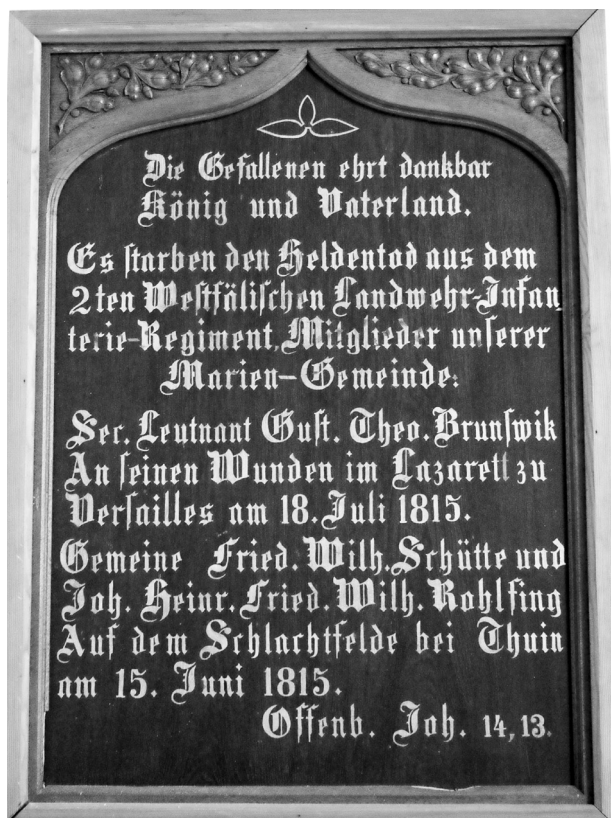 Die Gefallenen ehrt dankbar
König und Vaterland.
Es starben den Heldentod aus dem
2ten Westfälischen Landwehr-Infan-
terie-Regiment, Mitglieder unserer
Marien-Gemeinde:
Sec. Leutnant Gust. Theo. Brunswik
An seinen Wunden im Lazarett zu
Versailles am 18. Juli 1815.
Gemeine Fried. Wilh. Schütte und
Joh. Heinr. Fried. Wilh. Rohlfing
Auf dem Schlachtfelde bei Thuin
am 15. Juni 1815.
Offenb. Joh. 14,13.